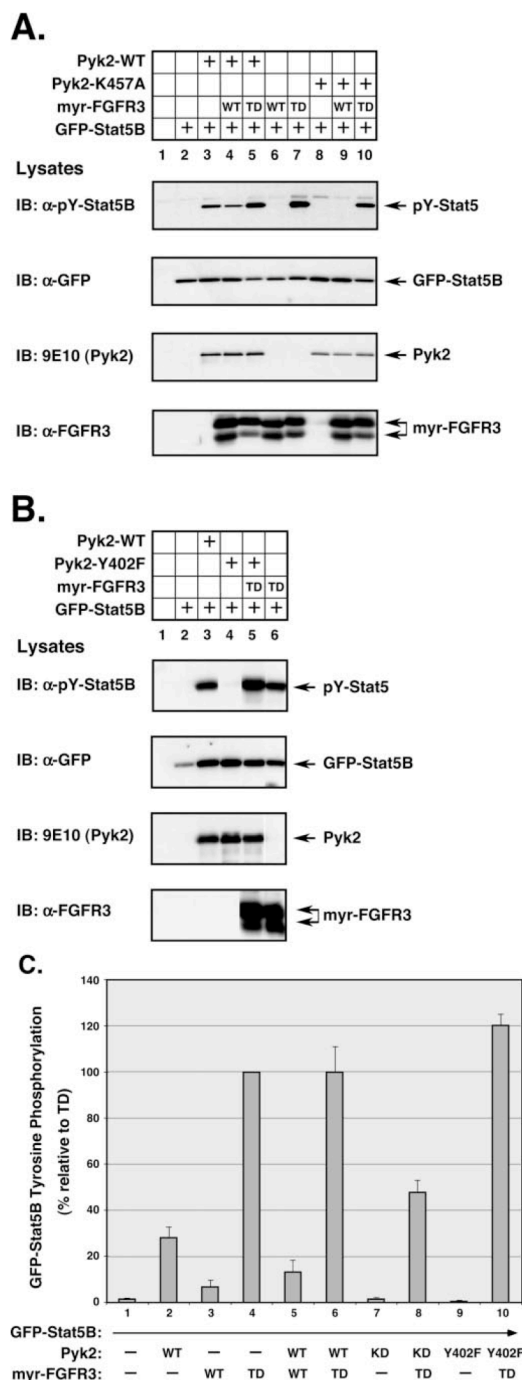 A.
Pyk2-WT + + +
Pyk2-K457A + + +
myr-FGFR3 WT TD WT TD WT TD
GFP-Stat5B + + + + + + + + +
1 2 3 4 5 6 7 8 9 10
Lysates
IB: α-pY-Stat5B pY-Stat5
IB: α-GFP GFP-Stat5B
IB: 9E10 (Pyk2) Pyk2
IB: α-FGFR3 myr-FGFR3
B.
Pyk2-WT +
Pyk2-Y402F + +
myr-FGFR3 TD TD
GFP-Stat5B + + + + +
1 2 3 4 5 6
Lysates
IB: α-pY-Stat5B pY-Stat5
IB: α-GFP GFP-Stat5B
IB: 9E10 (Pyk2) Pyk2
IB: α-FGFR3 myr-FGFR3
C.
GFP-Stat5B Tyrosine Phosphorylation
(% relative to TD)
140
120
100
80
60
40
20
0
1 2 3 4 5 6 7 8 9 10
GFP-Stat5B:
Pyk2: — WT — — WT WT KD KD Y402F Y402F
myr-FGFR3: — — WT TD WT TD — TD — TD